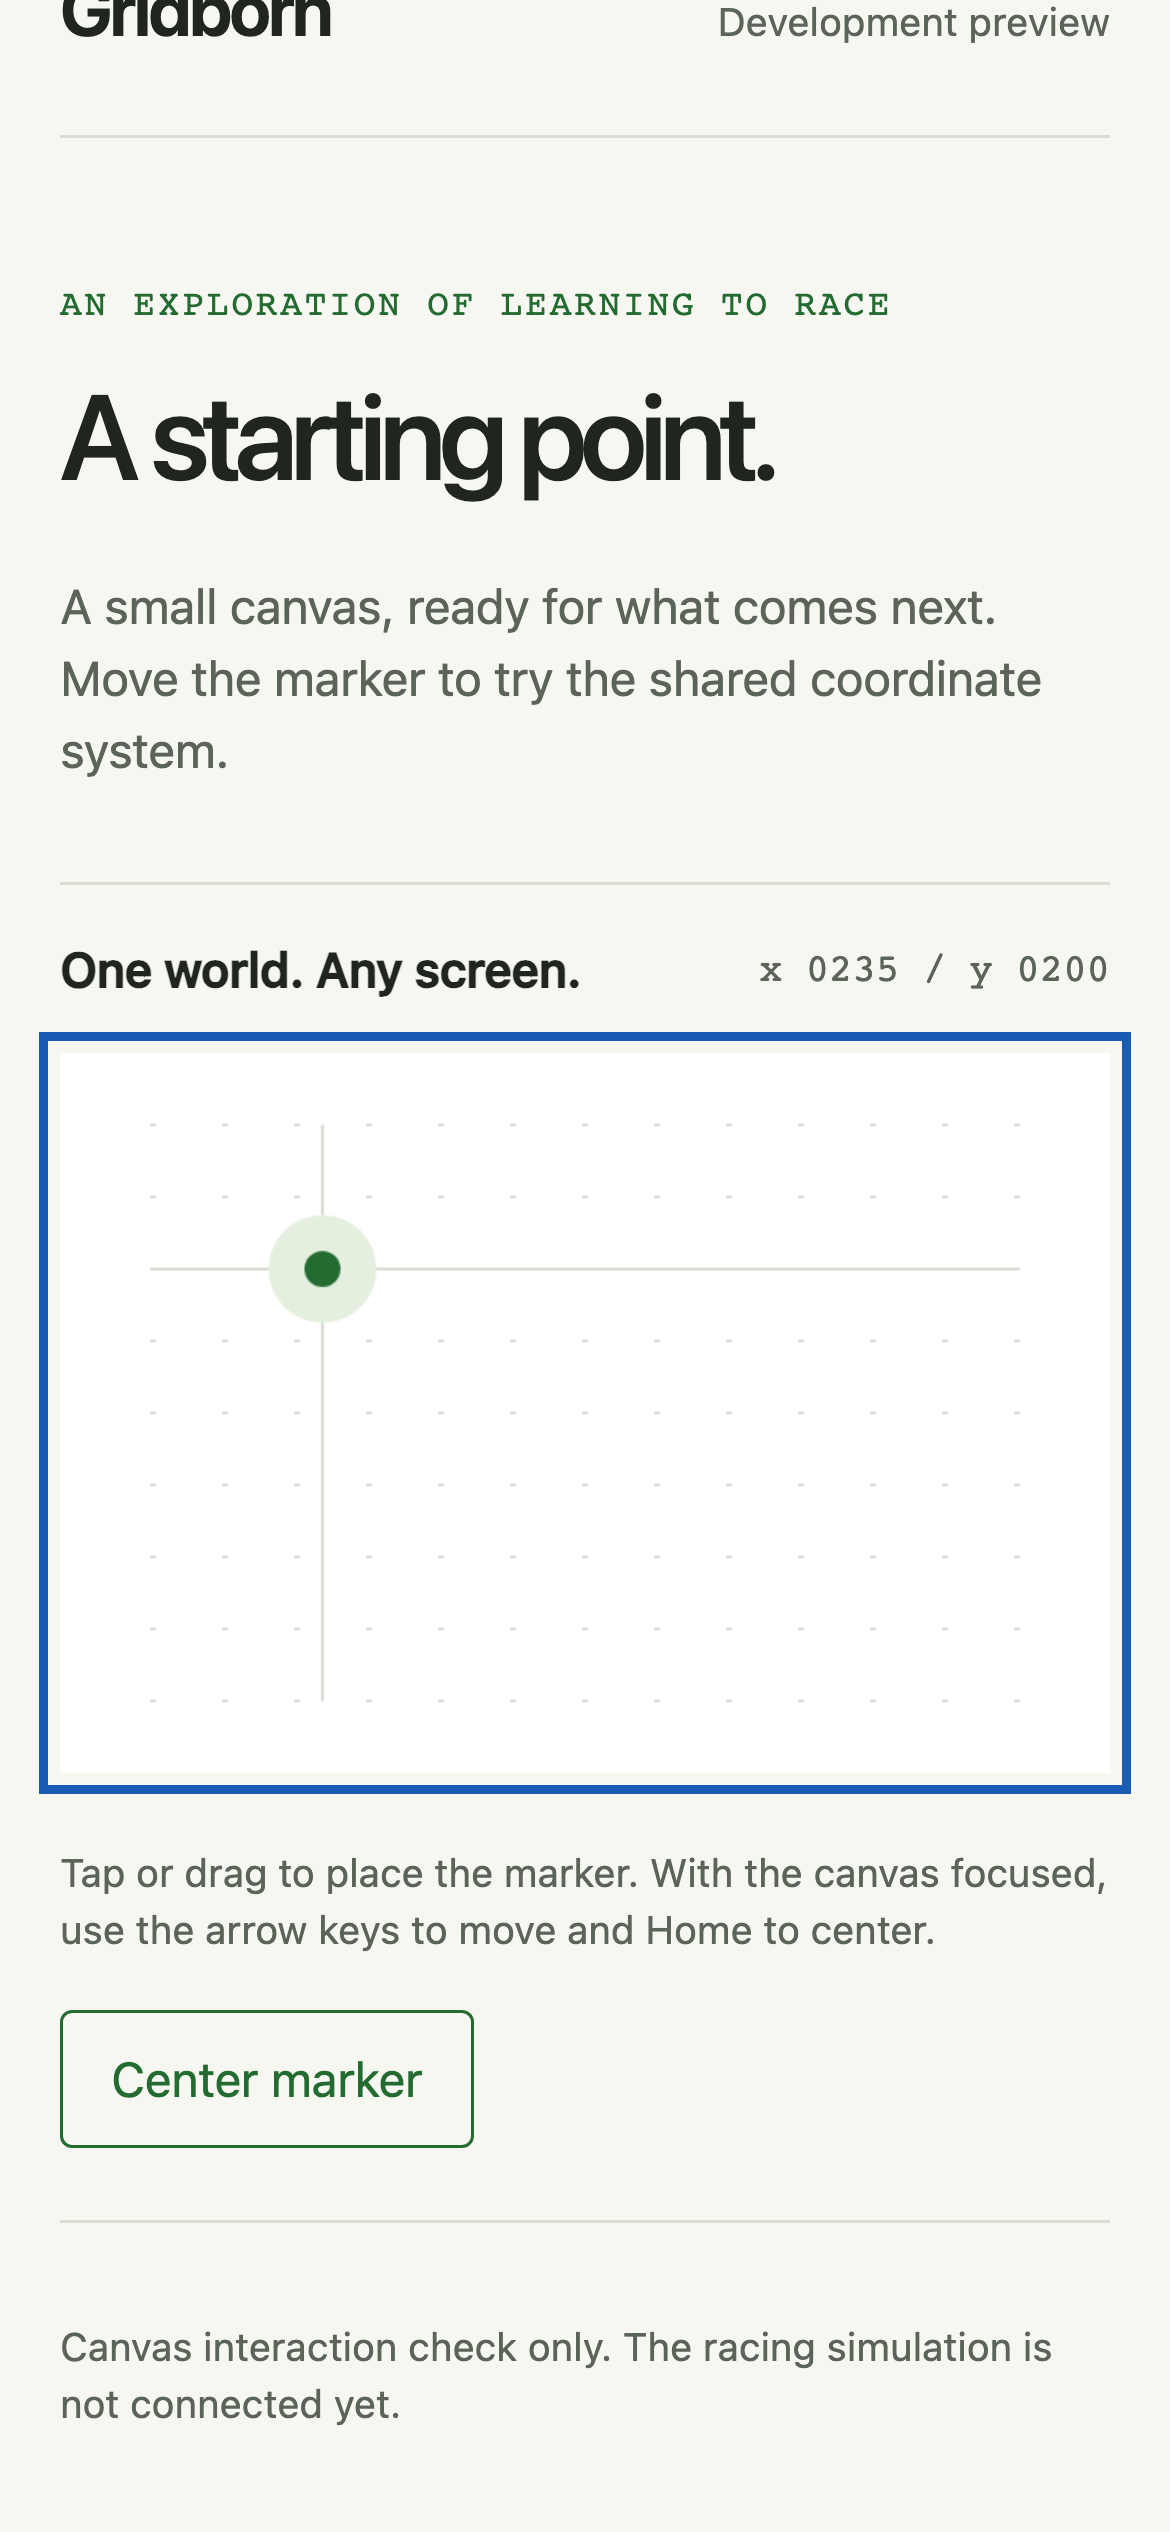 Gridborn
Development preview
AN EXPLORATION OF LEARNING TO RACE
A starting point.
A small canvas, ready for what comes next.
Move the marker to try the shared coordinate
system.
One world. Any screen.
x 0235 / y 0200
Tap or drag to place the marker. With the canvas focused,
use the arrow keys to move and Home to center.
Center marker
Canvas interaction check only. The racing simulation is
not connected yet.